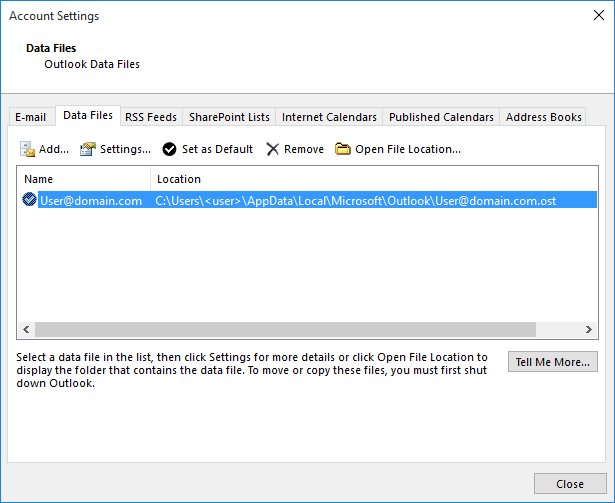 Account Settings
Data Files
Outlook Data Files
E-mail Data Files RSS Feeds SharePoint Lists Internet Calendars Published Calendars Address Books
Add... Settings... Set as Default Remove Open File Location...
Name Location
User@domain.com C:\Users\<user>\AppData\Local\Microsoft\Outlook\User@domain.com.ost
Select a data file in the list, then click Settings for more details or click Open File Location to
display the folder that contains the data file. To move or copy these files, you must first shut
down Outlook.
Tell Me More...
Close